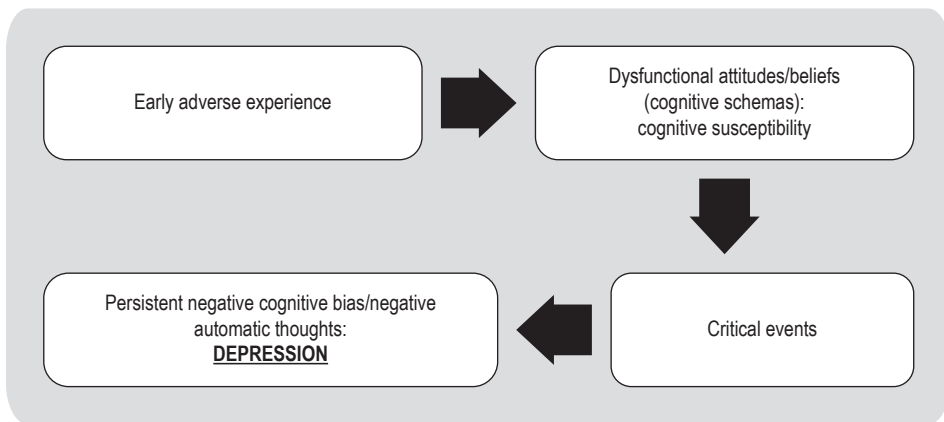 Early adverse experience
Dysfunctional attitudes/beliefs
(cognitive schemas):
cognitive susceptibility
Critical events
Persistent negative cognitive bias/negative
automatic thoughts:
DEPRESSION